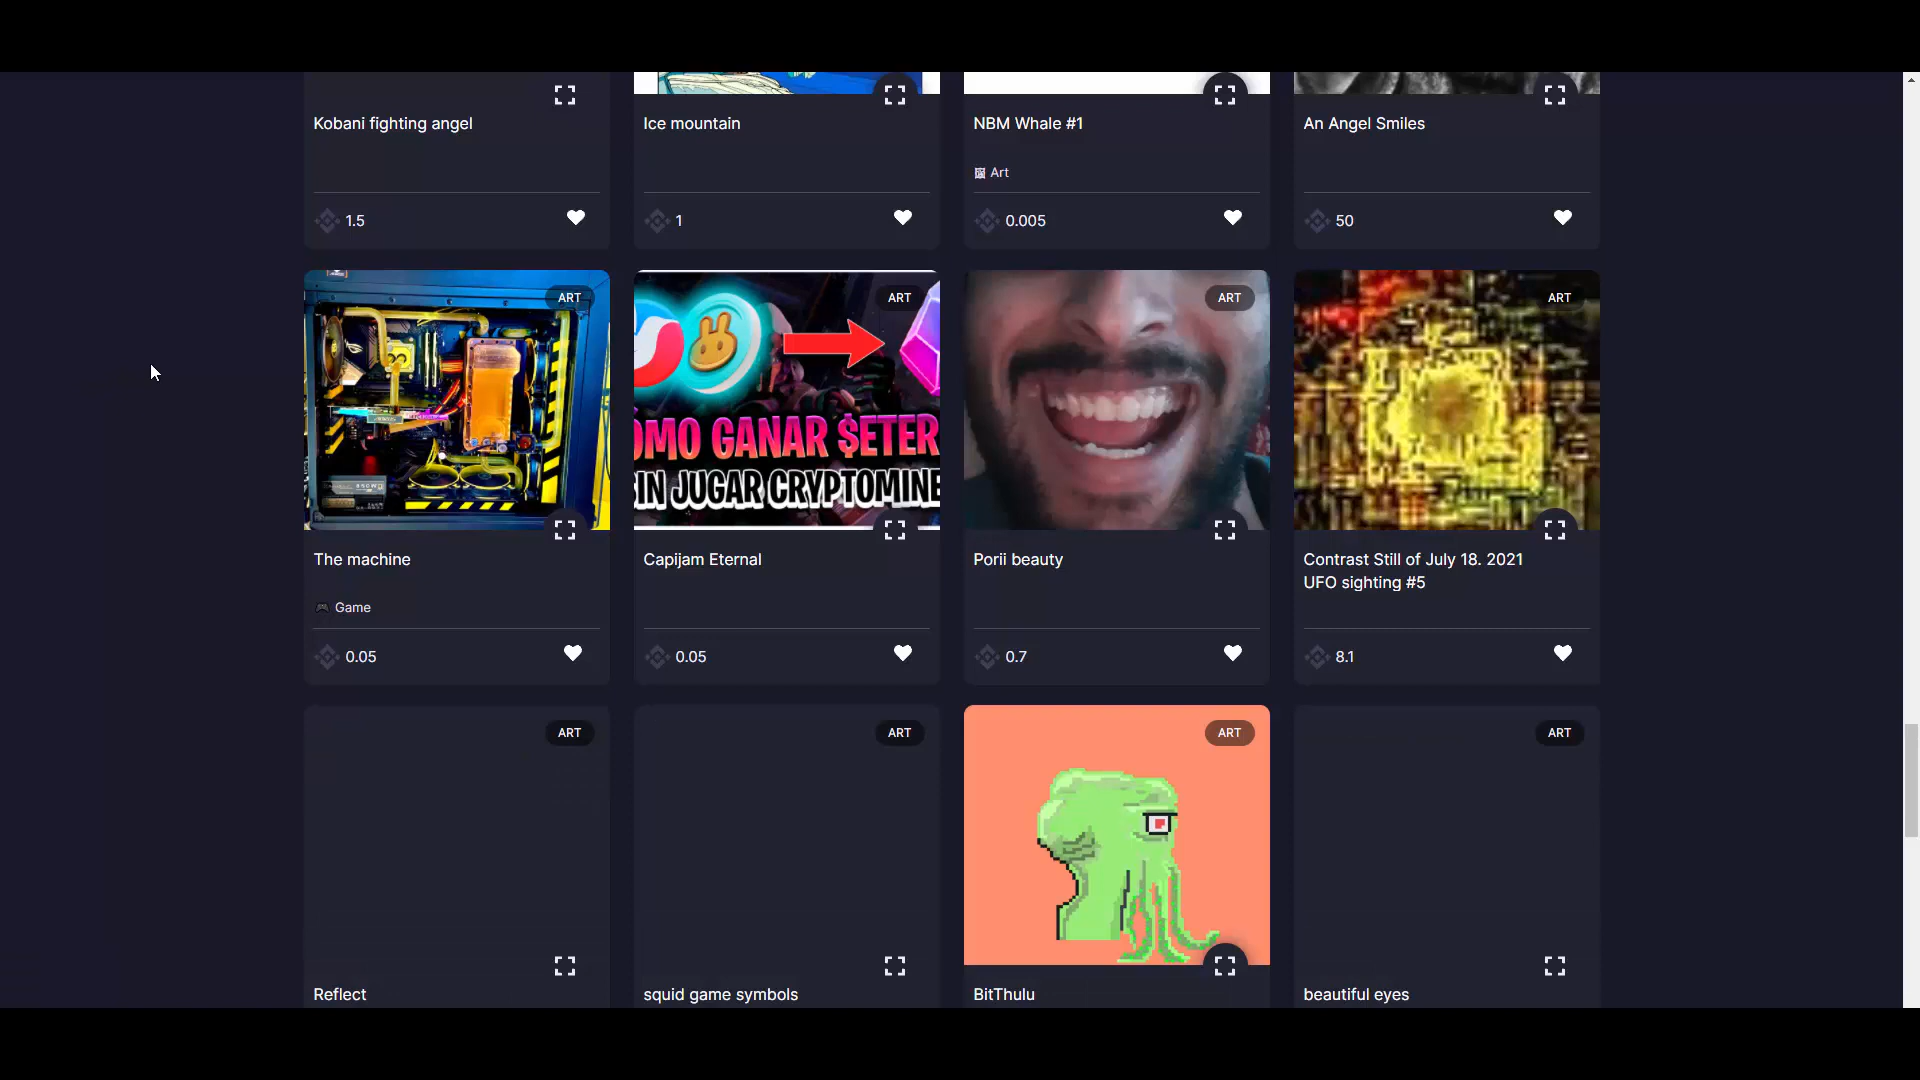 Kobani fighting angel
Ice mountain
NBM Whale #1
An Angel Smiles
Art
1.5
1
0.005
50
ART
ART
ART
ART
OMO GANAR $ETER
SIN JUGAR CRYPTOMINE
The machine
Capijam Eternal
Porii beauty
Contrast Still of July 18. 2021
UFO sighting #5
Game
0.05
0.05
0.7
8.1
ART
ART
ART
ART
Reflect
squid game symbols
BitThulu
beautiful eyes